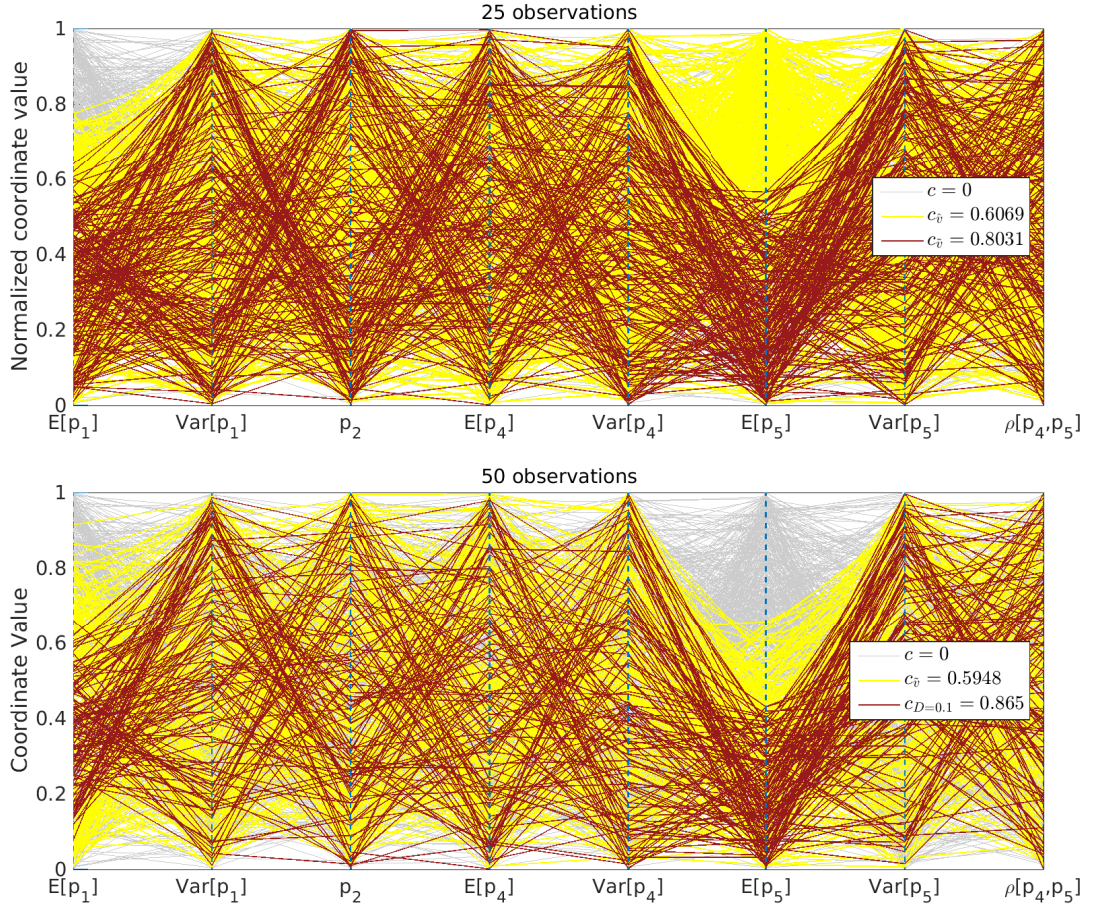 25 observations
Normalized coordinate value
1
0.8
0.6
0.4
0.2
0
c = 0
c_ṽ = 0.6069
c_ṽ = 0.8031
E[p₁] Var[p₁] p₂ E[p₄] Var[p₄] E[p₅] Var[p₅] ρ[p₄,p₅]
50 observations
Coordinate Value
1
0.8
0.6
0.4
0.2
0
c = 0
c_ṽ = 0.5948
c_{D=0.1} = 0.865
E[p₁] Var[p₁] p₂ E[p₄] Var[p₄] E[p₅] Var[p₅] ρ[p₄,p₅]